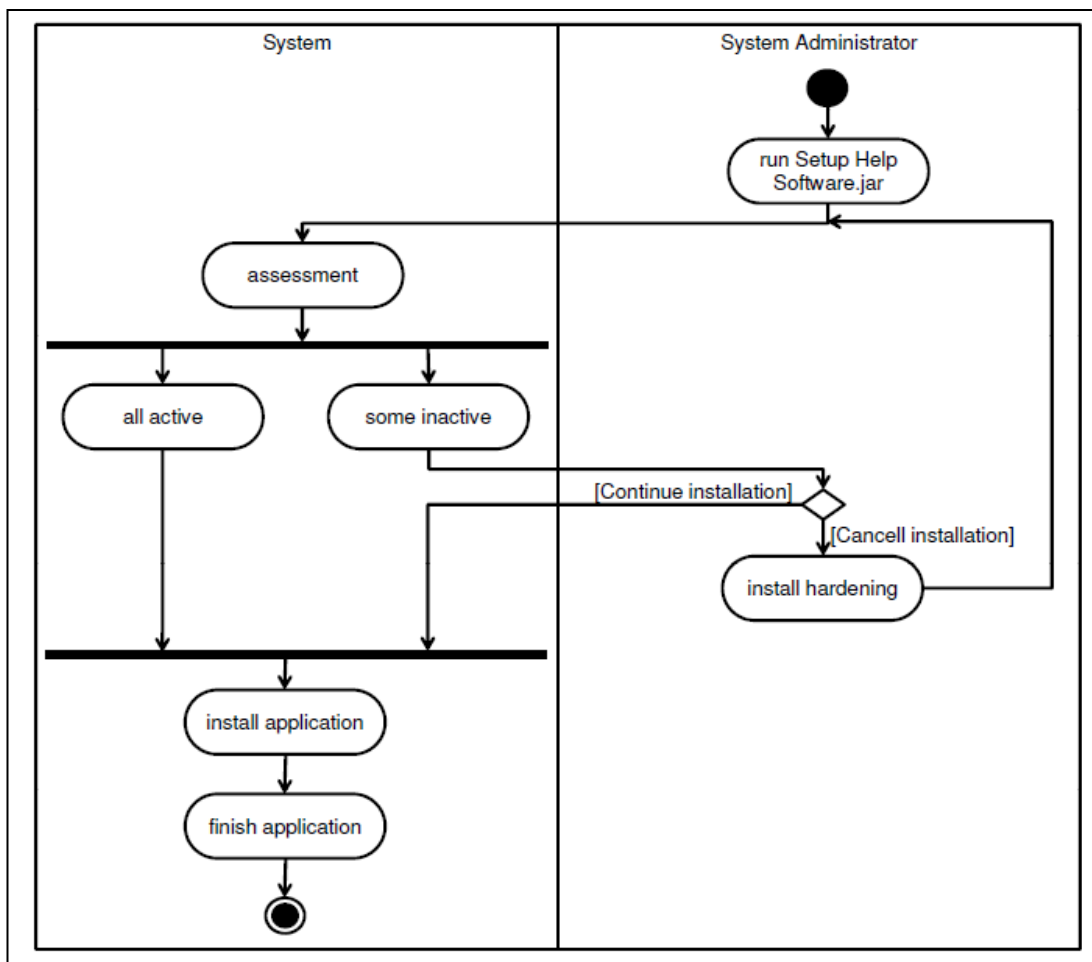 System
System Administrator
run Setup Help
Software.jar
assessment
all active
some inactive
[Continue installation]
[Cancell installation]
install hardening
install application
finish application